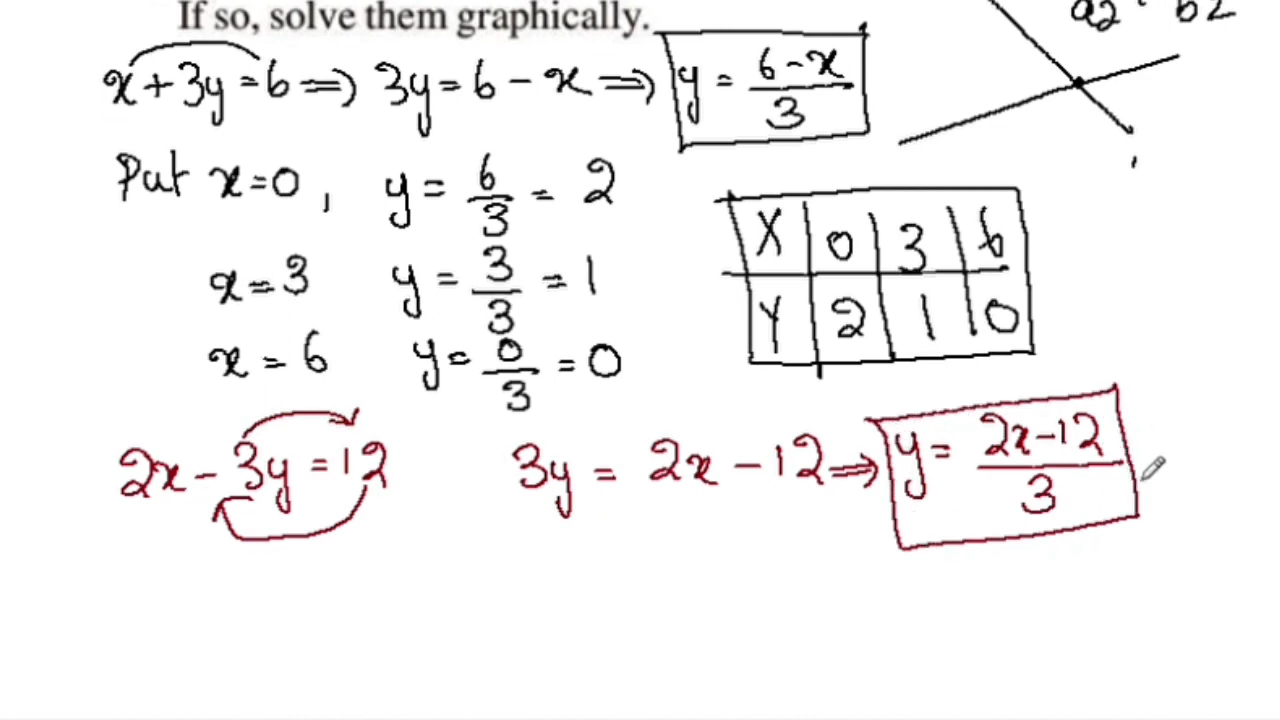 If so, solve them graphically.
a2 b2
x + 3y = 6 ⇒ 3y = 6 - x ⇒ y = (6-x)/3
Put x=0, y = 6/3 = 2
x = 3 y = 3/3 = 1
x = 6 y = 0/3 = 0
X 0 3 6
Y 2 1 0
2x - 3y = 12 3y = 2x - 12 ⇒ y = (2x-12)/3